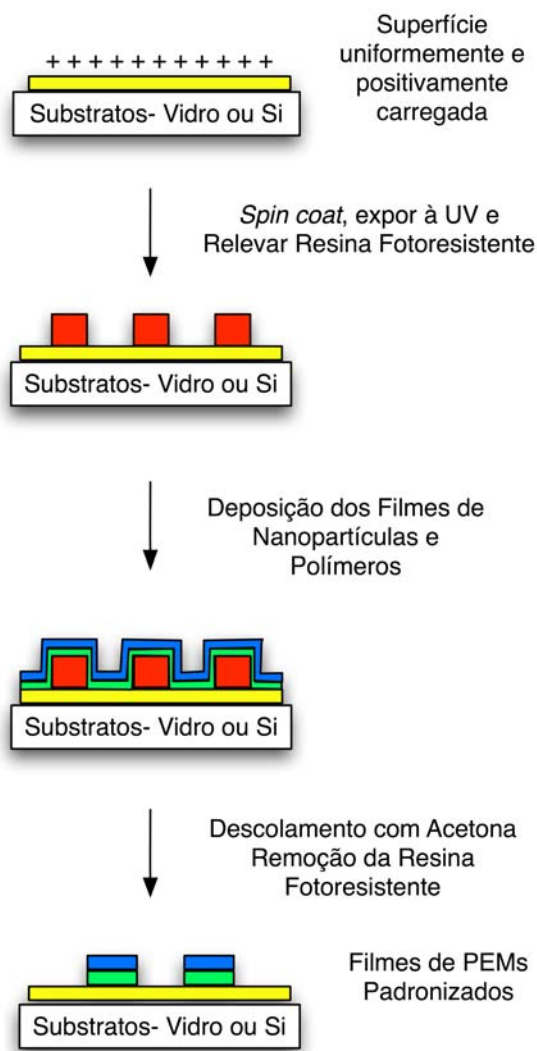 Superfície
uniformemente e
positivamente
carregada
+ + + + + + + + + + +
Substratos- Vidro ou Si
Spin coat, expor à UV e
Relevar Resina Fotoresistente
Substratos- Vidro ou Si
Deposição dos Filmes de
Nanopartículas e
Polímeros
Substratos- Vidro ou Si
Descolamento com Acetona
Remoção da Resina
Fotoresistente
Filmes de PEMs
Padronizados
Substratos- Vidro ou Si